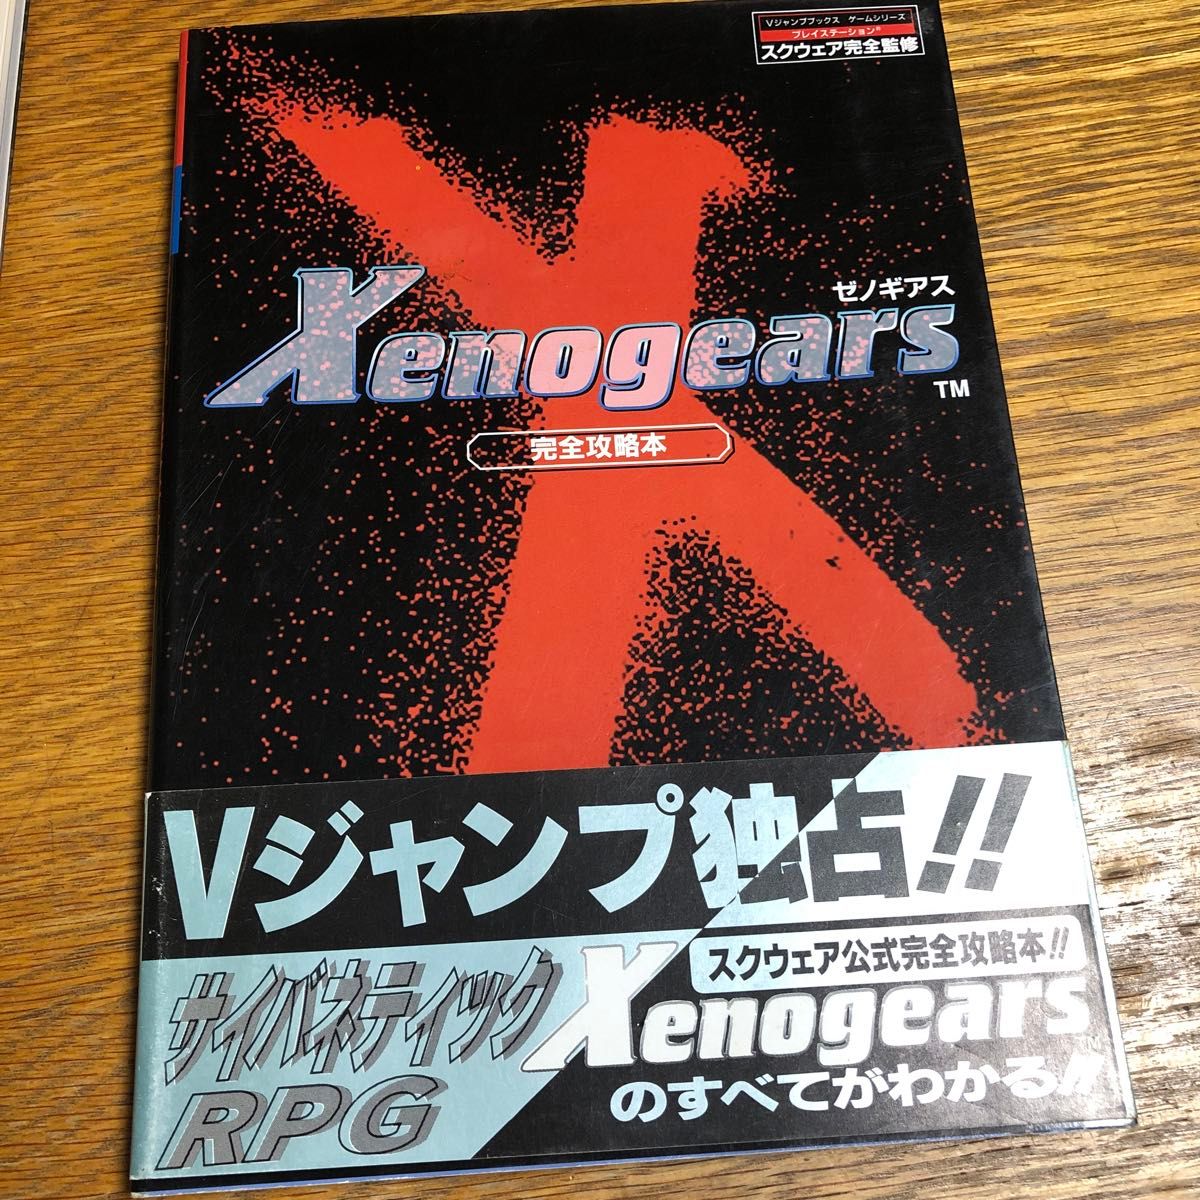 Vジャンプブックス ゲームシリーズ
プレイステーション®
スクウェア完全監修
ゼノギアス
Xenogears
TM
完全攻略本
Vジャンプ独占!!
スクウェア公式完全攻略本!!
サイバネティック
RPG
Xenogears
のすべてがわかる!!